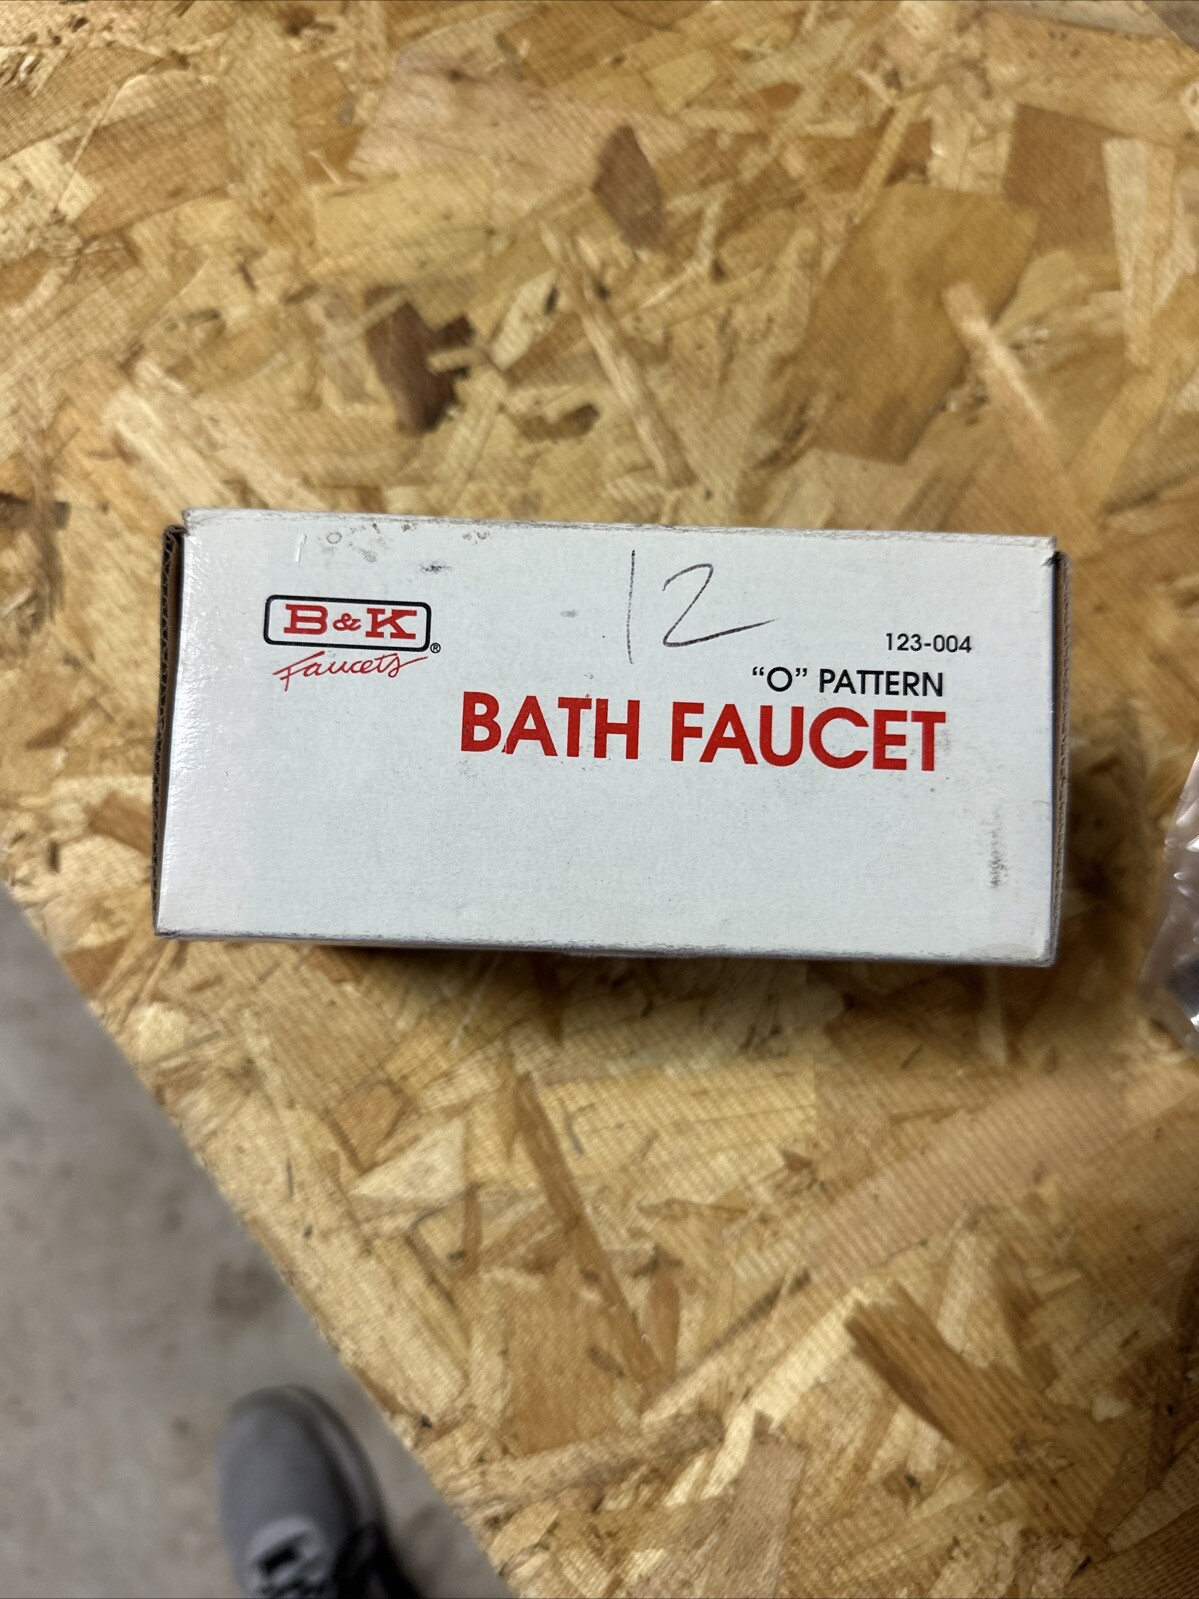 12
B&K®
Faucets
123-004
"O" PATTERN
BATH FAUCET